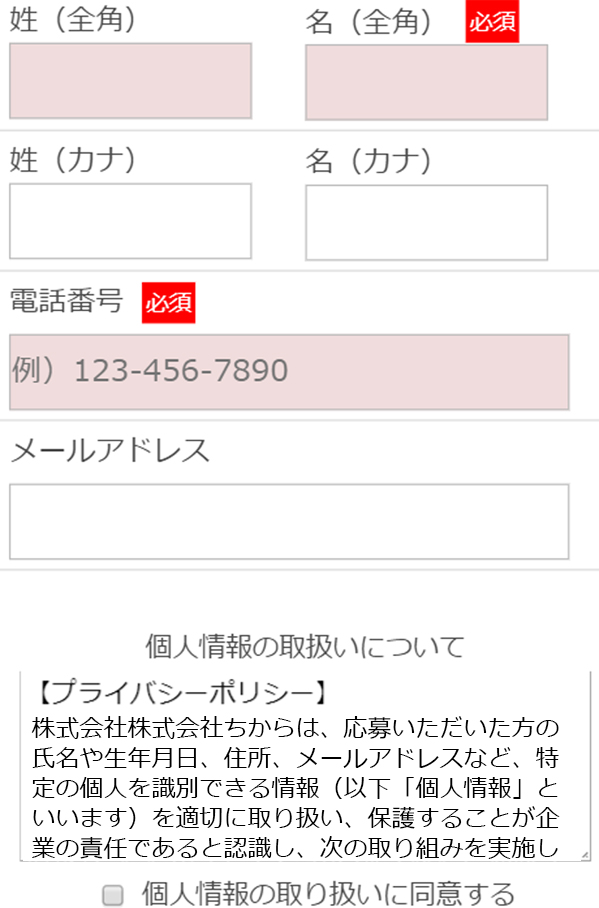 姓（全角） 名（全角） 必須
姓（カナ） 名（カナ）
電話番号 必須
例）123-456-7890
メールアドレス
個人情報の取扱いについて
【プライバシーポリシー】
株式会社株式会社ちからは、応募いただいた方の
氏名や生年月日、住所、メールアドレスなど、特
定の個人を識別できる情報（以下「個人情報」と
いいます）を適切に取り扱い、保護することが企
業の責任であると認識し、次の取り組みを実施し
個人情報の取り扱いに同意する